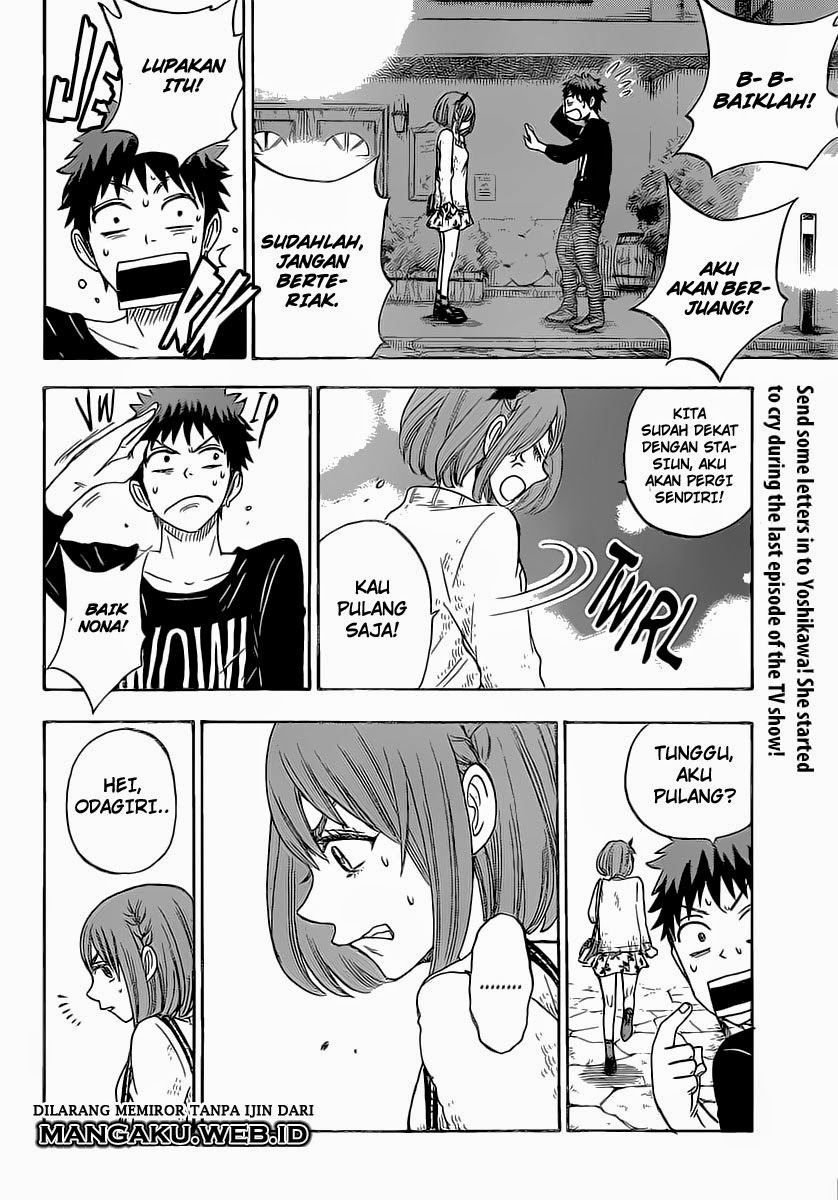 B- B-
BAIKLAH!
AKU
AKAN BER-
JUANG!
SUDAHLAH,
JANGAN
BERTE-
RIAK.
LUPAKAN
ITU!
KITA
SUDAH DEKAT
DENGAN STA-
SIUN, AKU
AKAN PERGI
SENDIRI!
TWIRL
KAU
PULANG
SAJA!
BAIK
NONA!
NOW
Send some letters in to Yoshikawa! She started
to cry during the last episode of the TV show!
TUNGGU,
AKU
PULANG?
..........
HEI,
ODAGIRI..
DILARANG MEMIROR TANPA IJIN DARI
MANGAKU.WEB.ID